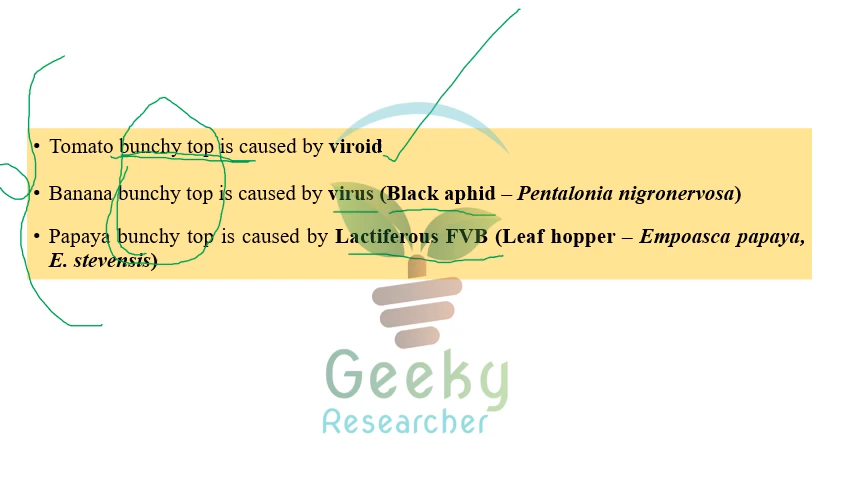 • Tomato bunchy top is caused by viroid
• Banana bunchy top is caused by virus (Black aphid – Pentalonia nigronervosa)
• Papaya bunchy top is caused by Lactiferous FVB (Leaf hopper – Empoasca papaya,
E. stevensis)
Geeky
Researcher